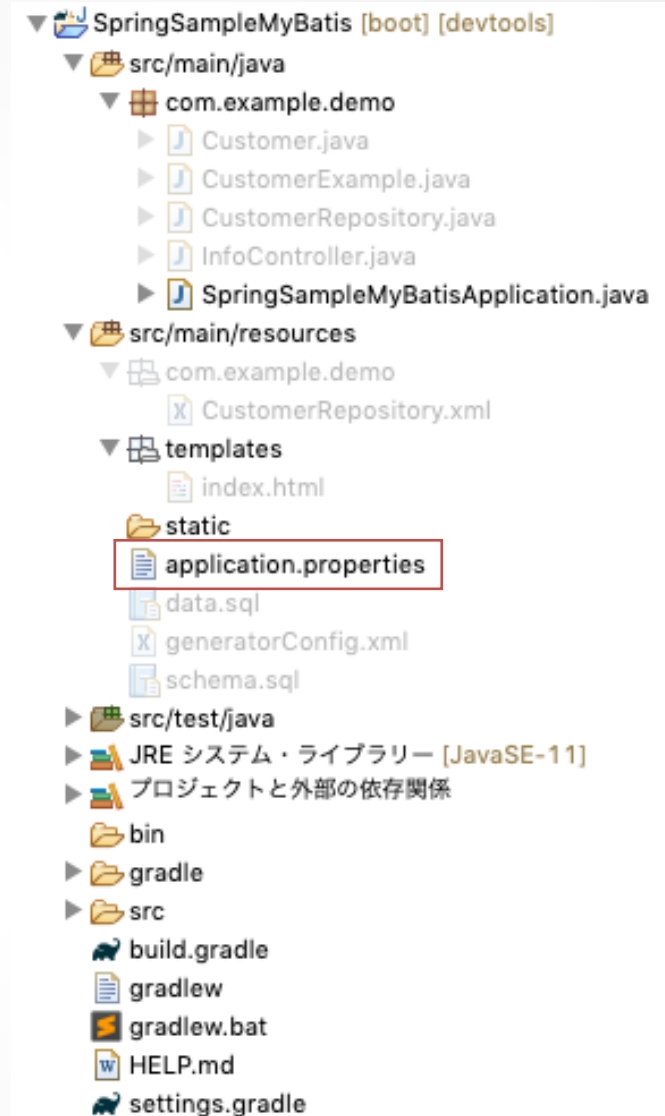 SpringSampleMyBatis [boot] [devtools]
src/main/java
com.example.demo
Customer.java
CustomerExample.java
CustomerRepository.java
InfoController.java
SpringSampleMyBatisApplication.java
src/main/resources
com.example.demo
CustomerRepository.xml
templates
index.html
static
application.properties
data.sql
generatorConfig.xml
schema.sql
src/test/java
JRE システム・ライブラリー [JavaSE-11]
プロジェクトと外部の依存関係
bin
gradle
src
build.gradle
gradlew
gradlew.bat
HELP.md
settings.gradle